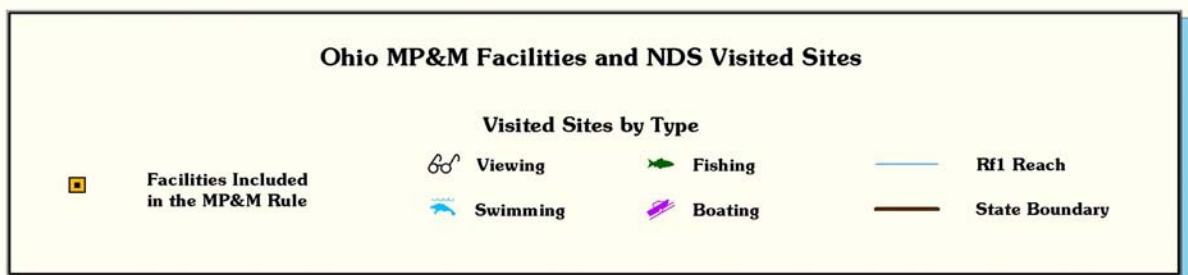 Ohio MP&M Facilities and NDS Visited Sites
Visited Sites by Type
Facilities Included
in the MP&M Rule
Viewing
Swimming
Fishing
Boating
Rf1 Reach
State Boundary